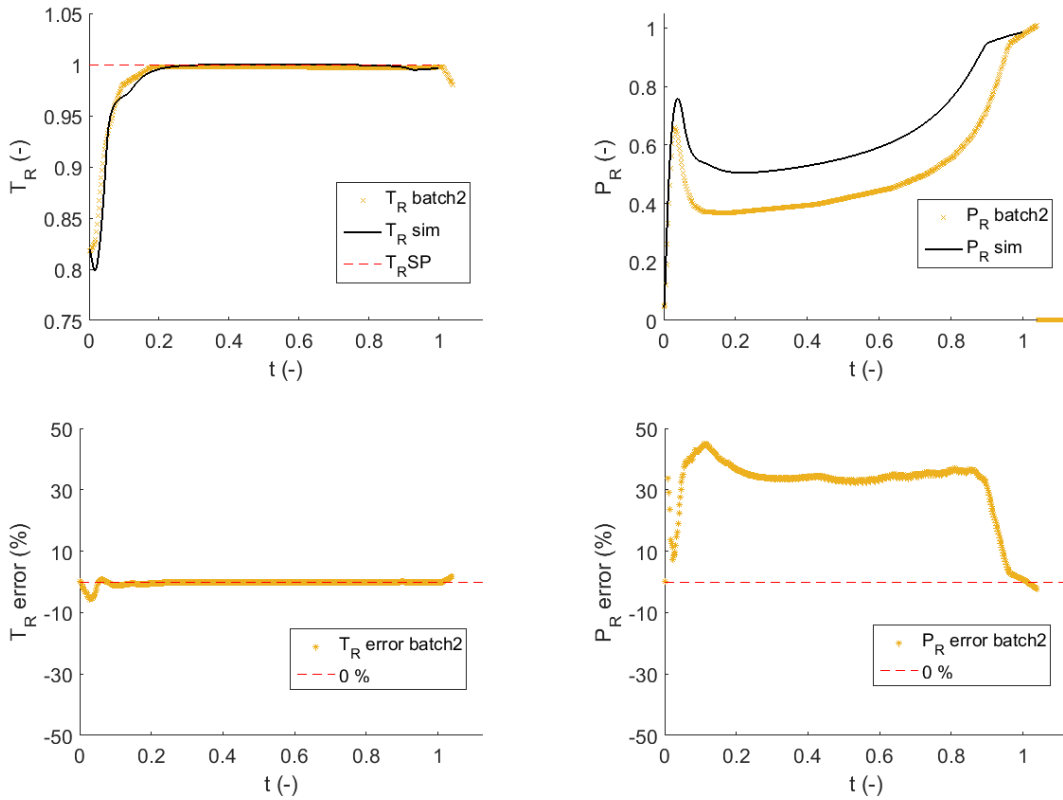 1.05
1
0.95
0.9
0.85
0.8
0.75
T_R (-)
0 0.2 0.4 0.6 0.8 1
t (-)
T_R batch2
T_R sim
T_R SP
1
0.8
0.6
0.4
0.2
0
P_R (-)
0 0.2 0.4 0.6 0.8 1
t (-)
P_R batch2
P_R sim
50
30
10
-10
-30
-50
T_R error (%)
0 0.2 0.4 0.6 0.8 1
t (-)
T_R error batch2
0 %
50
30
10
-10
-30
-50
P_R error (%)
0 0.2 0.4 0.6 0.8 1
t (-)
P_R error batch2
0 %